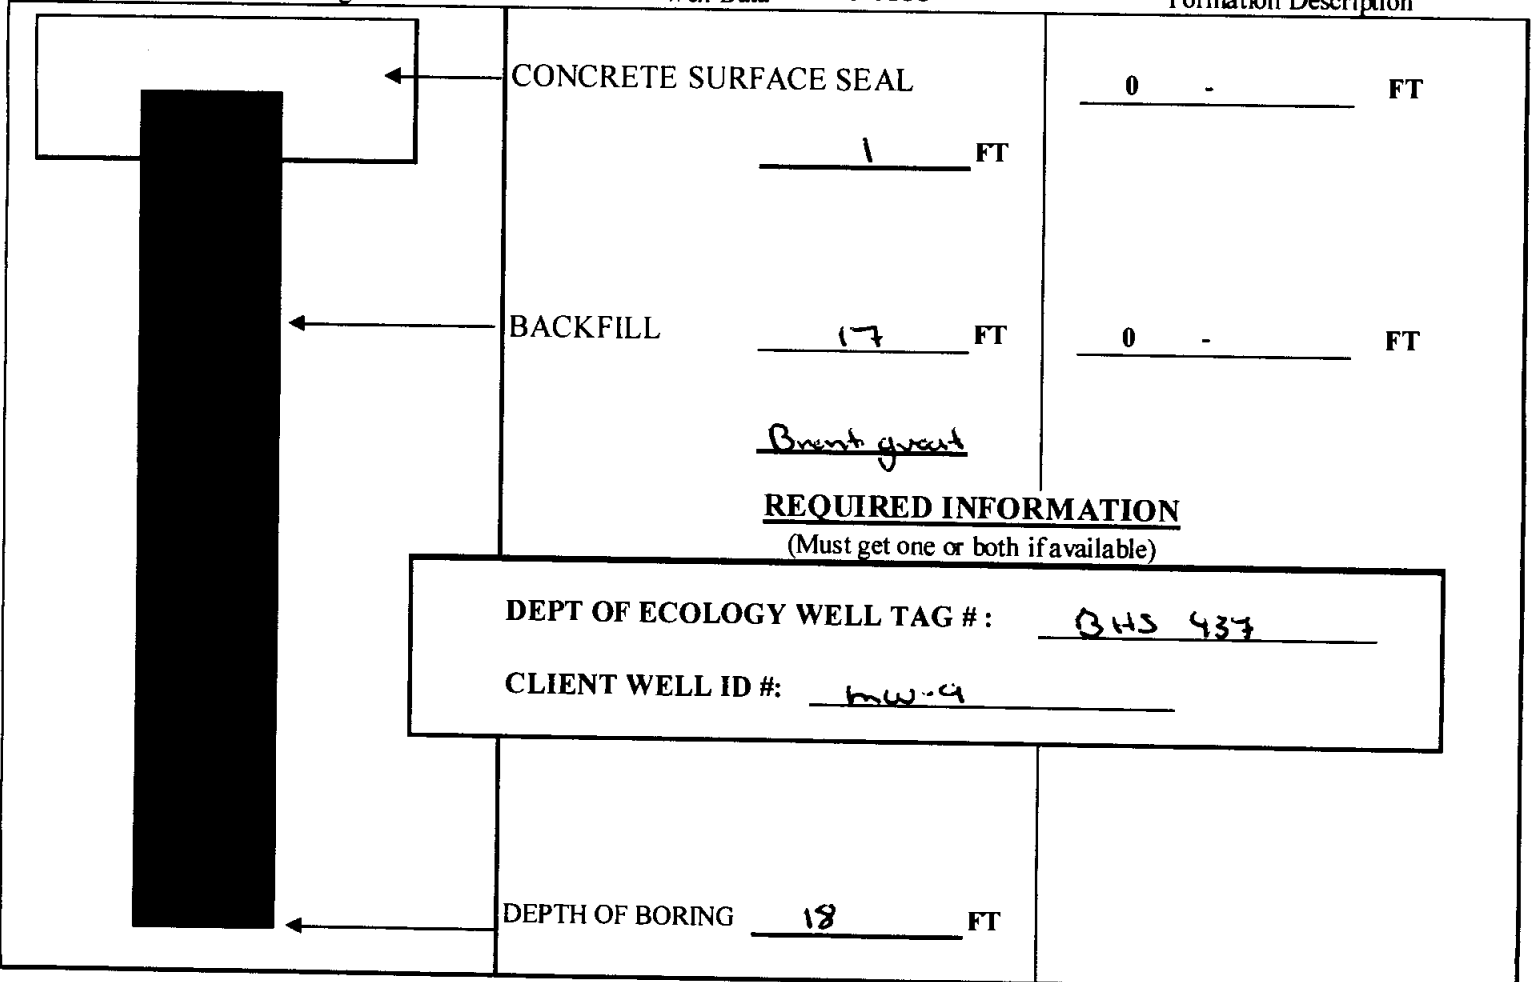 Well Data
Formation Description
CONCRETE SURFACE SEAL
0 - FT
1 FT
BACKFILL 17 FT
0 - FT
grout
REQUIRED INFORMATION
(Must get one or both if available)
DEPT OF ECOLOGY WELL TAG # : BHS 437
CLIENT WELL ID #: MW-9
DEPTH OF BORING 18 FT